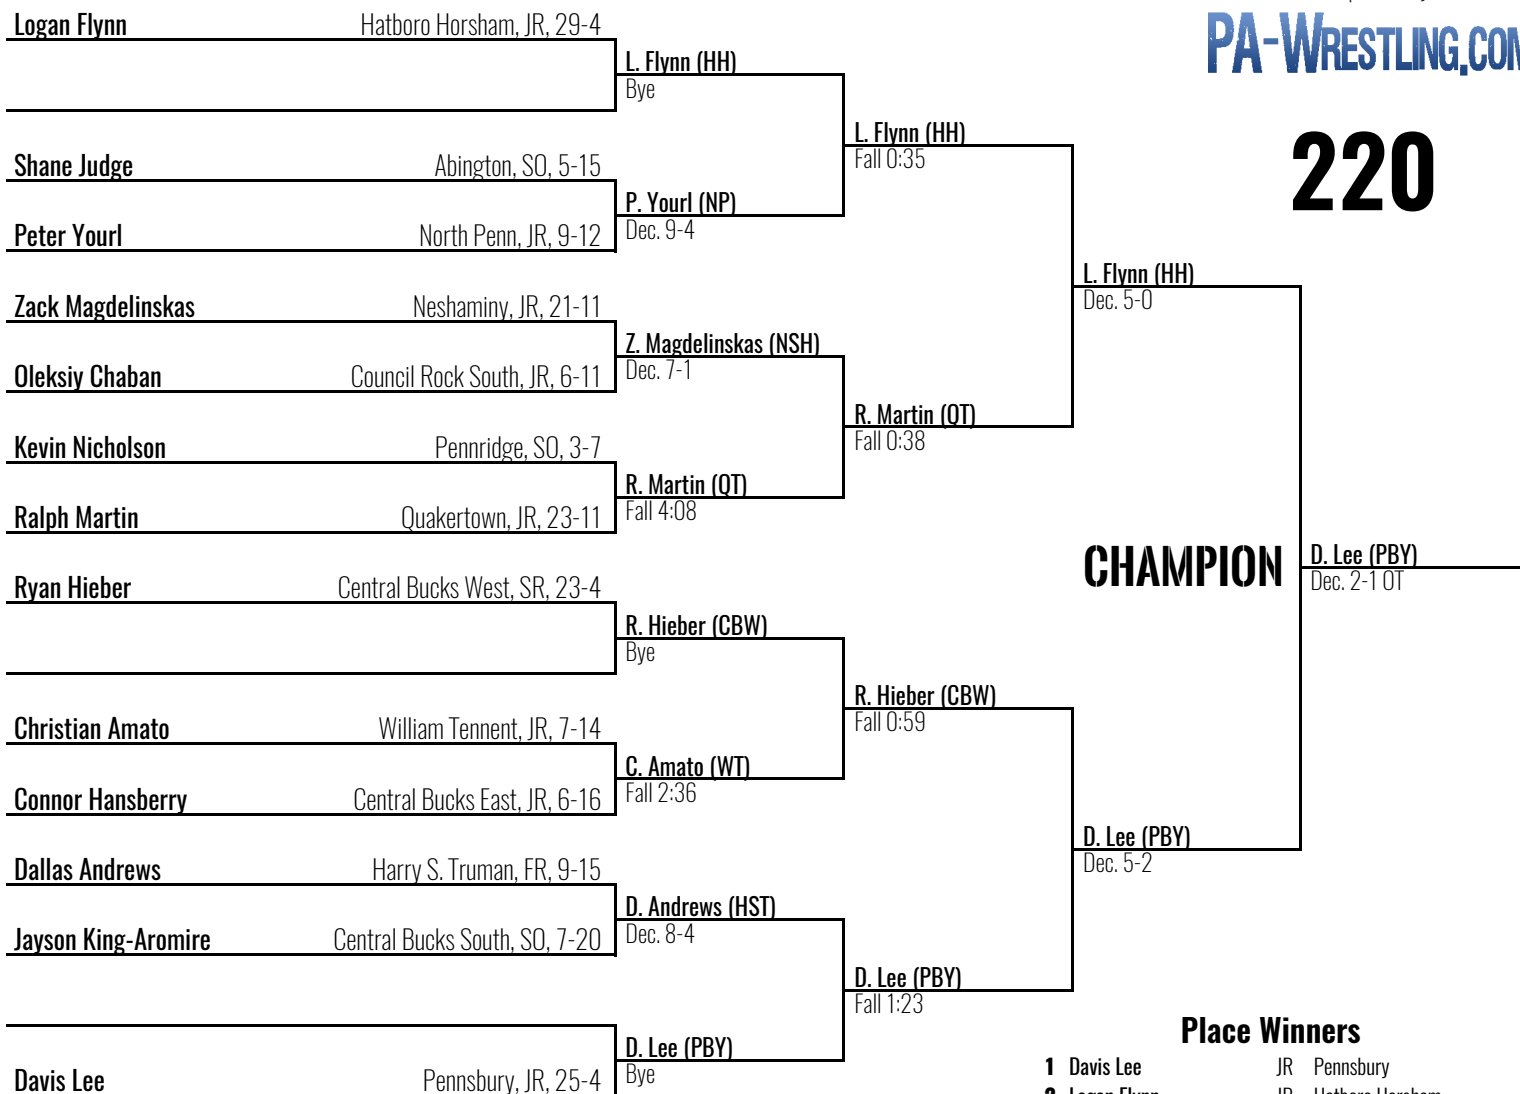 PA-WRESTLING.COM
220
Logan Flynn Hatboro Horsham, JR, 29-4
L. Flynn (HH)
Bye
L. Flynn (HH)
Fall 0:35
Shane Judge Abington, SO, 5-15
P. Yourl (NP)
Dec. 9-4
Peter Yourl North Penn, JR, 9-12
L. Flynn (HH)
Dec. 5-0
Zack Magdelinskas Neshaminy, JR, 21-11
Z. Magdelinskas (NSH)
Dec. 7-1
Oleksiy Chaban Council Rock South, JR, 6-11
R. Martin (QT)
Fall 0:38
Kevin Nicholson Pennridge, SO, 3-7
R. Martin (QT)
Fall 4:08
Ralph Martin Quakertown, JR, 23-11
CHAMPION
D. Lee (PBY)
Dec. 2-1 OT
Ryan Hieber Central Bucks West, SR, 23-4
R. Hieber (CBW)
Bye
R. Hieber (CBW)
Fall 0:59
Christian Amato William Tennent, JR, 7-14
C. Amato (WT)
Fall 2:36
Connor Hansberry Central Bucks East, JR, 6-16
D. Lee (PBY)
Dec. 5-2
Dallas Andrews Harry S. Truman, FR, 9-15
D. Andrews (HST)
Dec. 8-4
Jayson King-Aromire Central Bucks South, SO, 7-20
D. Lee (PBY)
Fall 1:23
D. Lee (PBY)
Bye
Davis Lee Pennsbury, JR, 25-4
Place Winners
1 Davis Lee JR Pennsbury
2 Logan Flynn JR Hatboro Horsham